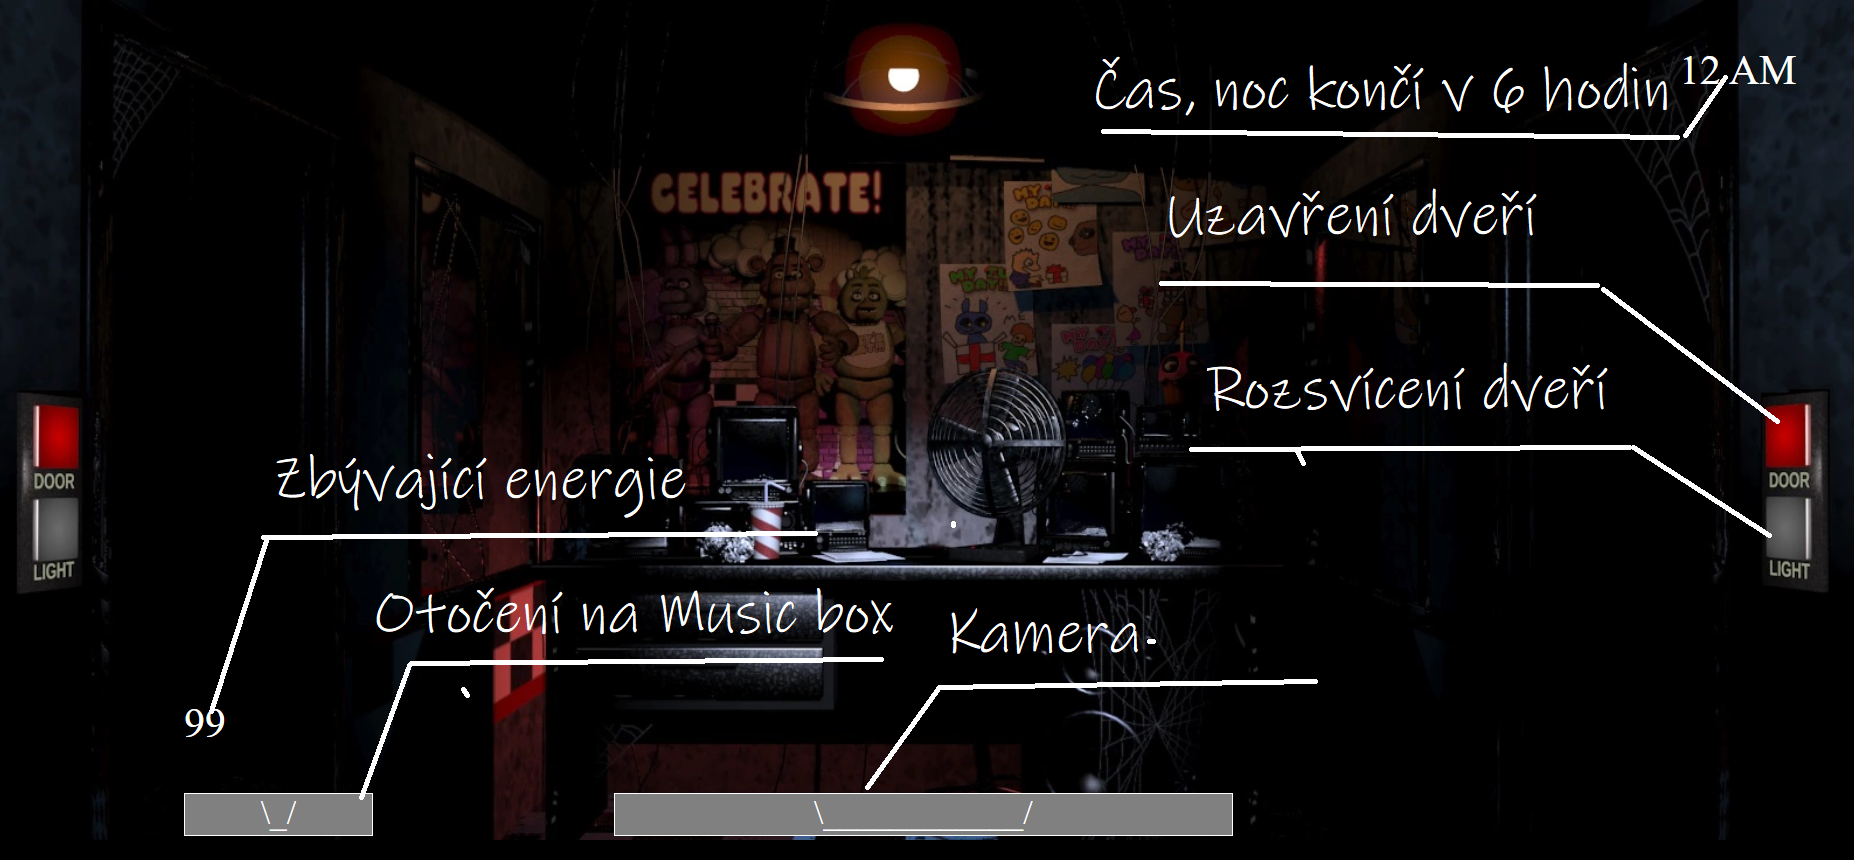 12 AM
Čas, noc končí v 6 hodin
CELEBRATE!
Uzavření dveří
Rozsvícení dveří
DOOR
LIGHT
DOOR
LIGHT
Zbývající energie
Otočení na Music box
Kamera
99
\_/
\_____________/